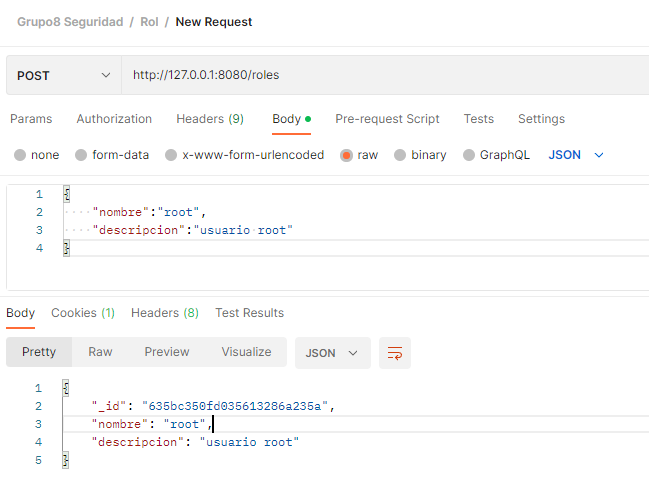 Grupo8 Seguridad / Rol / New Request
POST http://127.0.0.1:8080/roles
Params Authorization Headers (9) Body Pre-request Script Tests Settings
none form-data x-www-form-urlencoded raw binary GraphQL JSON
1 {
2 "nombre":"root",
3 "descripcion":"usuario root"
4 }
Body Cookies (1) Headers (8) Test Results
Pretty Raw Preview Visualize JSON
1 {
2 "_id": "635bc350fd035613286a235a",
3 "nombre": "root",
4 "descripcion": "usuario root"
5 }